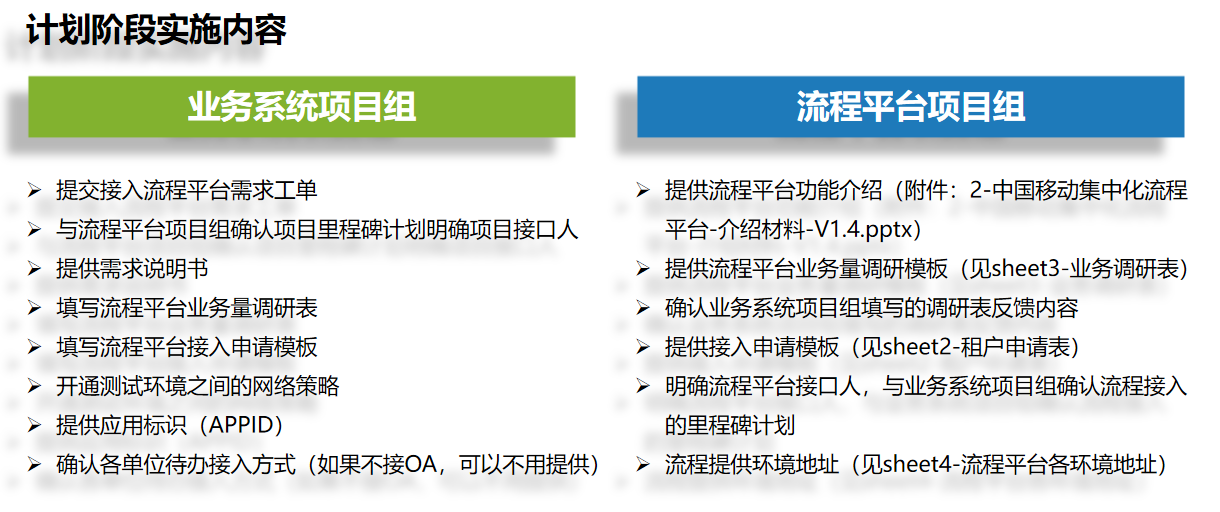 计划阶段实施内容
业务系统项目组
➢ 提交接入流程平台需求工单
➢ 与流程平台项目组确认项目里程碑计划明确项目接口人
➢ 提供需求说明书
➢ 填写流程平台业务量调研表
➢ 填写流程平台接入申请模板
➢ 开通测试环境之间的网络策略
➢ 提供应用标识（APPID）
➢ 确认各单位待办接入方式（如果不接OA，可以不用提供）
流程平台项目组
➢ 提供流程平台功能介绍（附件：2-中国移动集中化流程
平台-介绍材料-V1.4.pptx）
➢ 提供流程平台业务量调研模板（见sheet3-业务调研表）
➢ 确认业务系统项目组填写的调研表反馈内容
➢ 提供接入申请模板（见sheet2-租户申请表）
➢ 明确流程平台接口人，与业务系统项目组确认流程接入
的里程碑计划
➢ 流程提供环境地址（见sheet4-流程平台各环境地址）